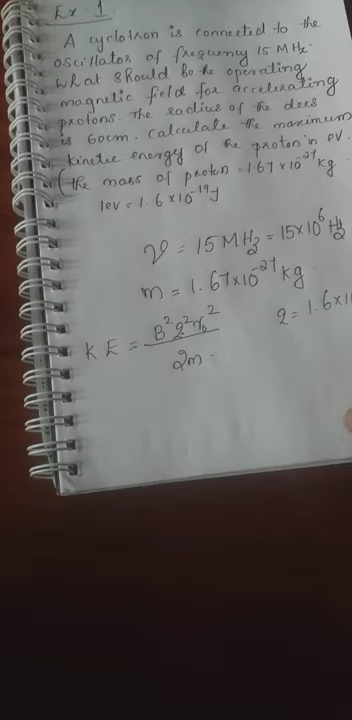 Ex. 1
A cyclotron is connected to the
oscillator of frequency 15 MHz.
What should be the operating
magnetic field for accelerating
protons. The radius of the dees
is 60cm. Calculate the maximum
kinetic energy of the proton in eV.
(The mass of proton = 1.67 × 10⁻²⁷ kg
1eV = 1.6 × 10⁻¹⁹ J
ν = 15 MHz = 15×10⁶ Hz
m = 1.67×10⁻²⁷ kg
q = 1.6×1
KE = B²q²r₀² / 2m.